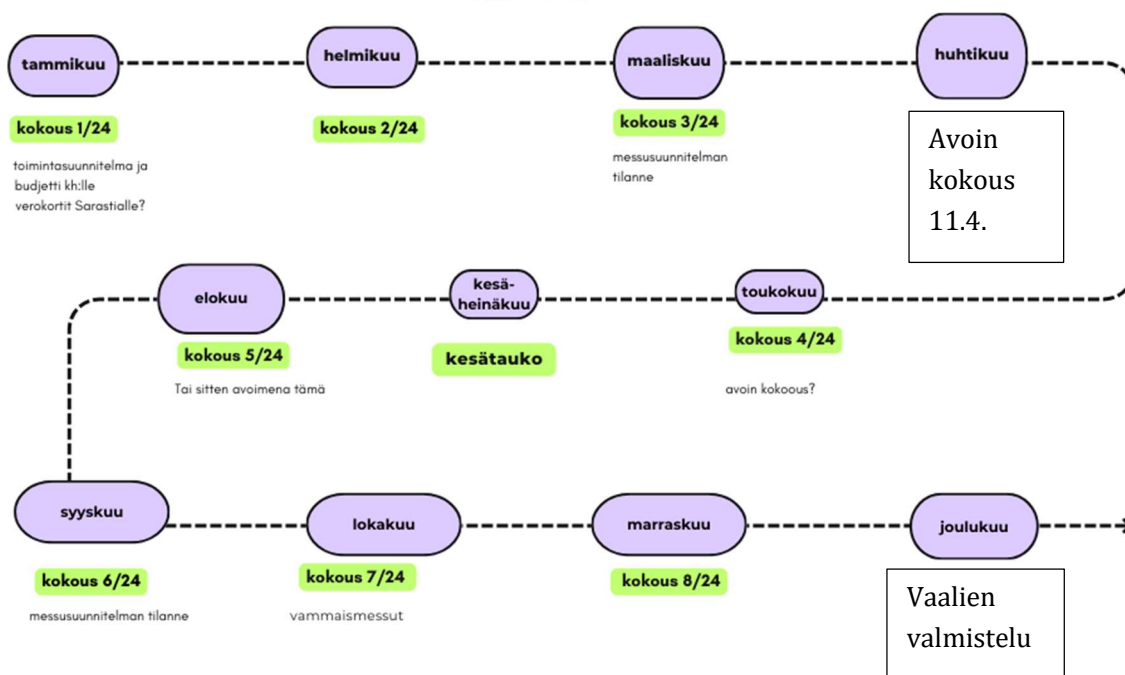 tammikuu
helmikuu
maaliskuu
huhtikuu
kokous 1/24
kokous 2/24
kokous 3/24
toimintasuunnitelma ja
budjetti kh:lle
verokortit Sarastialle?
messusuunnitelman
tilanne
Avoin
kokous
11.4.
elokuu
kesä-
heinäkuu
toukokuu
kokous 5/24
kesätauko
kokous 4/24
Tai sitten avoimena tämä
avoin kokoous?
syyskuu
lokakuu
marraskuu
joulukuu
kokous 6/24
kokous 7/24
kokous 8/24
messusuunnitelman tilanne
vammaismessut
Vaalien
valmistelu